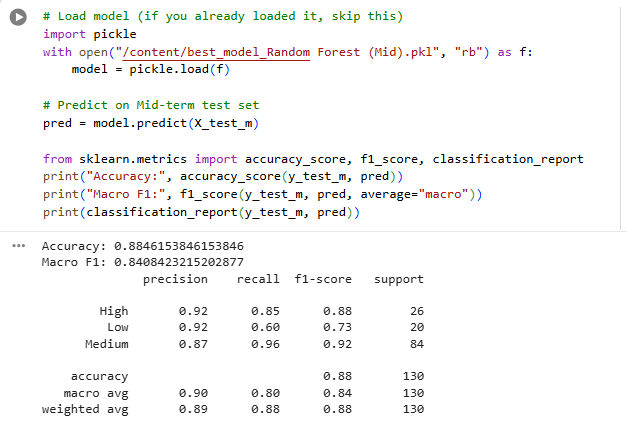 # Load model (if you already loaded it, skip this)
import pickle
with open("/content/best_model_Random Forest (Mid).pkl", "rb") as f:
    model = pickle.load(f)

# Predict on Mid-term test set
pred = model.predict(X_test_m)

from sklearn.metrics import accuracy_score, f1_score, classification_report
print("Accuracy:", accuracy_score(y_test_m, pred))
print("Macro F1:", f1_score(y_test_m, pred, average="macro"))
print(classification_report(y_test_m, pred))

Accuracy: 0.8846153846153846
Macro F1: 0.8408423215202877
              precision    recall  f1-score   support

        High       0.92      0.85      0.88        26
         Low       0.92      0.60      0.73        20
      Medium       0.87      0.96      0.92        84

    accuracy                           0.88       130
   macro avg       0.90      0.80      0.84       130
weighted avg       0.89      0.88      0.88       130